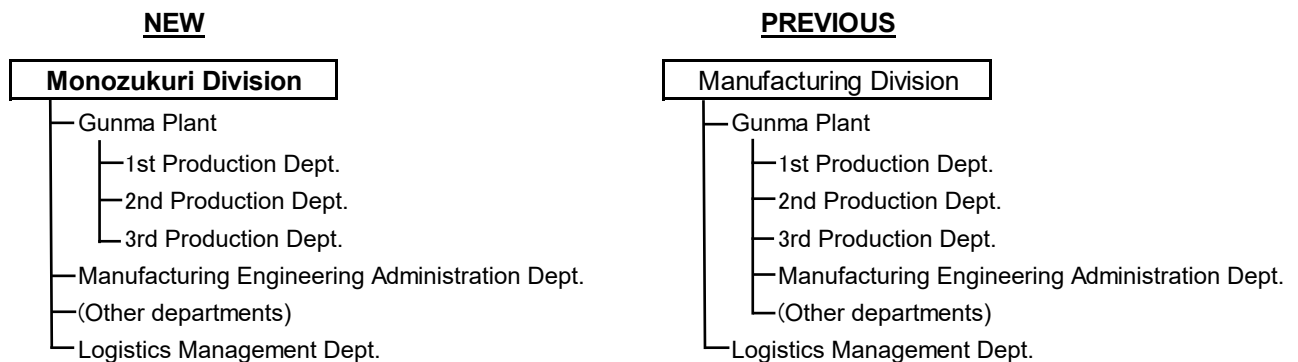 NEW
Monozukuri Division
Gunma Plant
1st Production Dept.
2nd Production Dept.
3rd Production Dept.
Manufacturing Engineering Administration Dept.
(Other departments)
Logistics Management Dept.
PREVIOUS
Manufacturing Division
Gunma Plant
1st Production Dept.
2nd Production Dept.
3rd Production Dept.
Manufacturing Engineering Administration Dept.
(Other departments)
Logistics Management Dept.